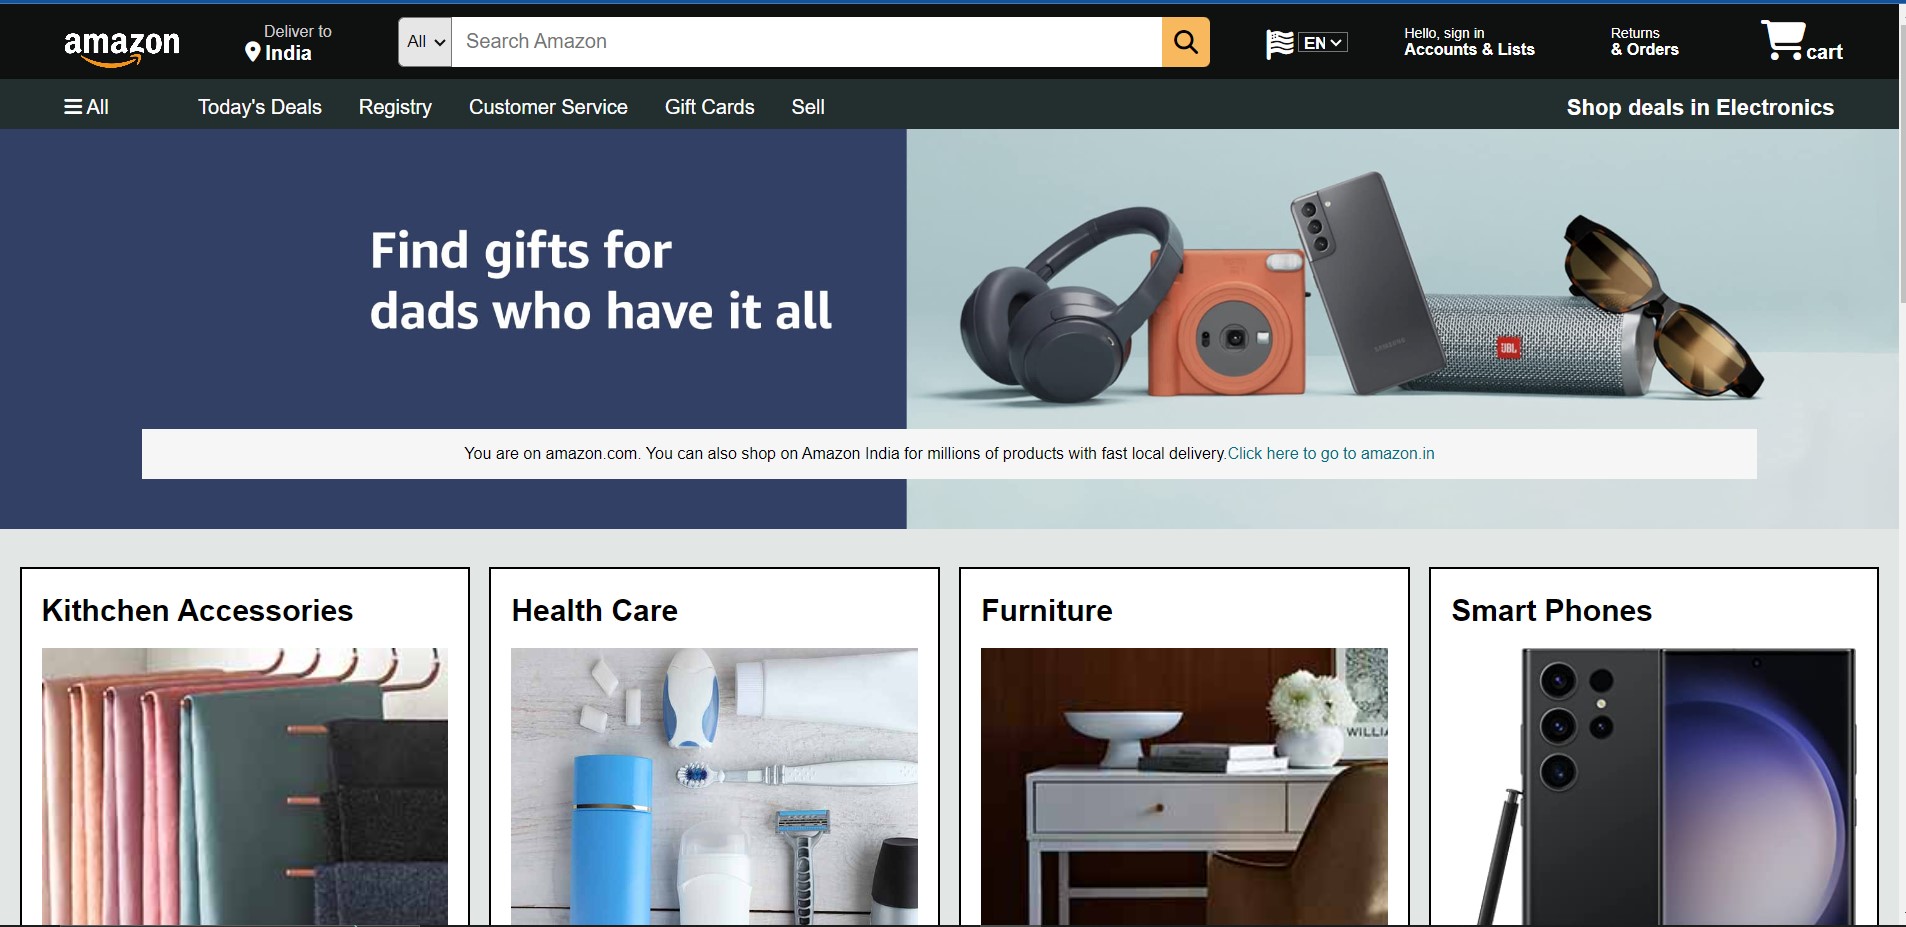 amazon
Deliver to
India
All
Search Amazon
EN
Hello, sign in
Accounts & Lists
Returns
& Orders
cart
All
Today's Deals
Registry
Customer Service
Gift Cards
Sell
Shop deals in Electronics
Find gifts for
dads who have it all
SAMSUNG
JBL
You are on amazon.com. You can also shop on Amazon India for millions of products with fast local delivery.Click here to go to amazon.in
Kithchen Accessories
Health Care
Furniture
Smart Phones